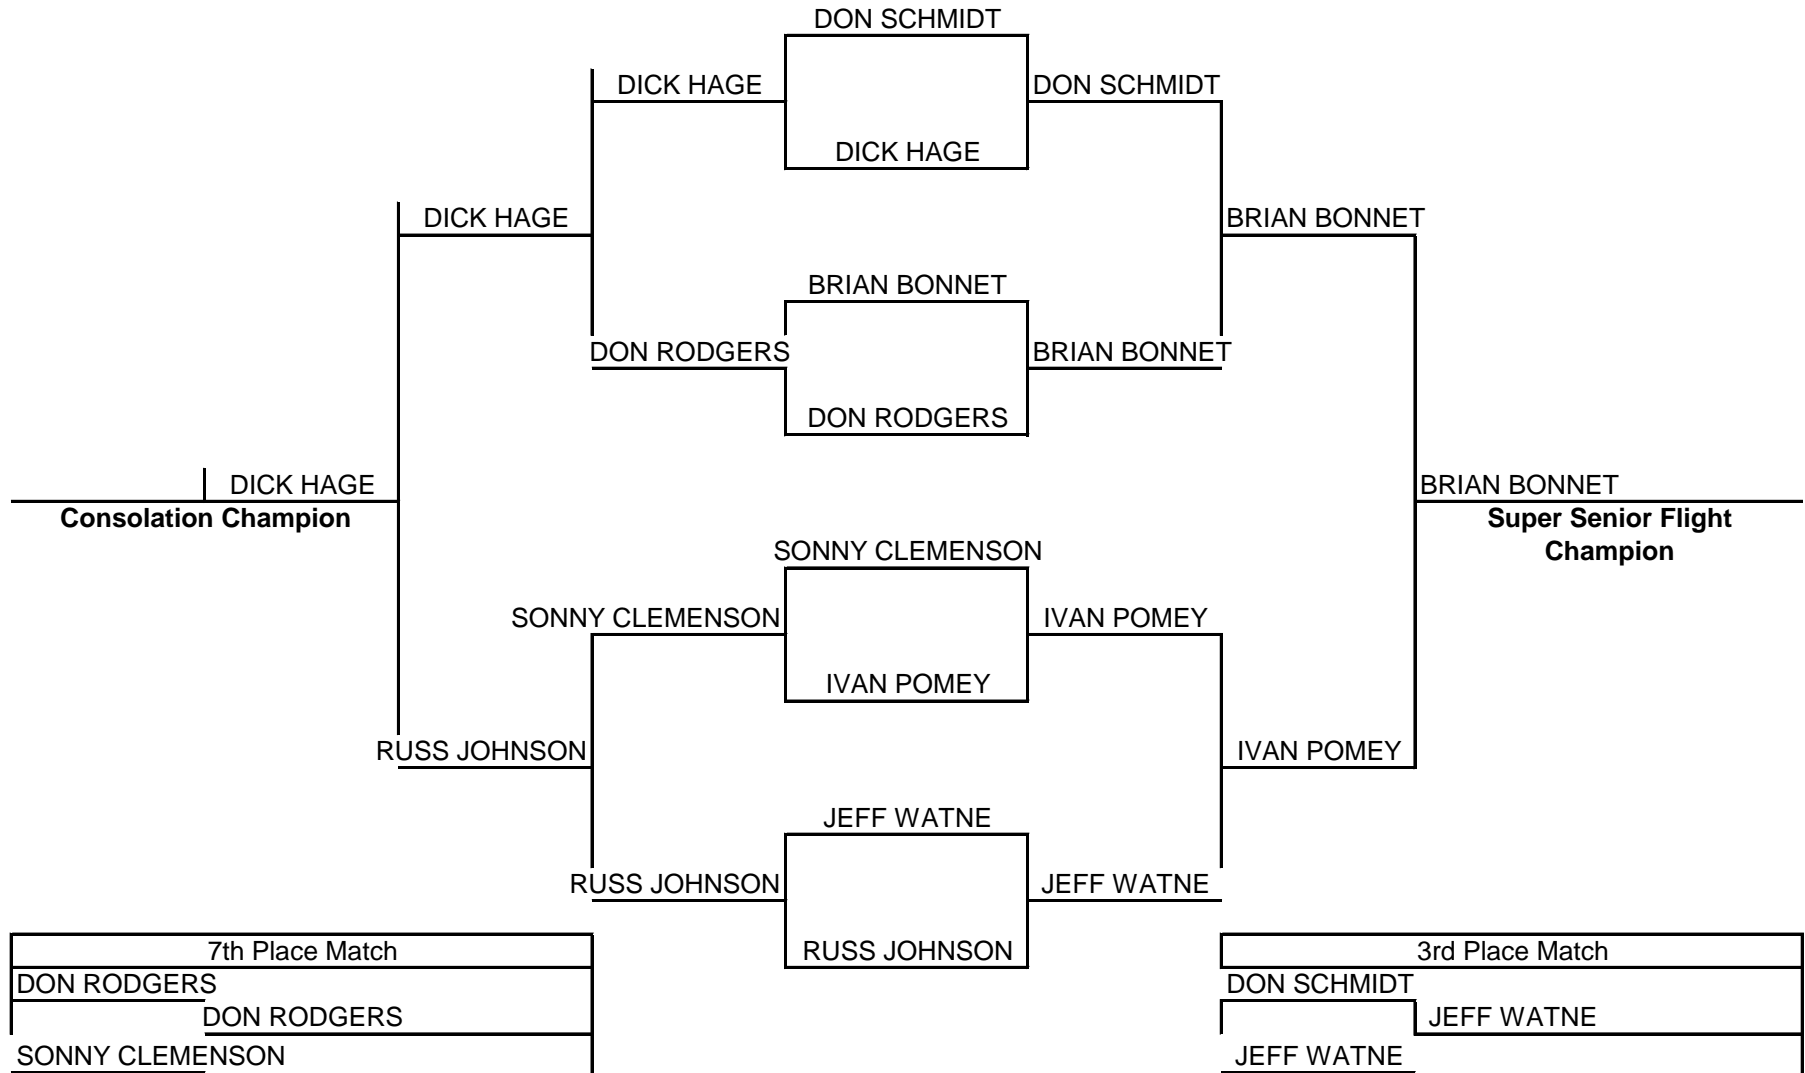 DON SCHMIDT
DICK HAGE DON SCHMIDT
DICK HAGE
DICK HAGE BRIAN BONNET
BRIAN BONNET
DON RODGERS BRIAN BONNET
DON RODGERS
DICK HAGE BRIAN BONNET
Consolation Champion Super Senior Flight
SONNY CLEMENSON Champion
SONNY CLEMENSON IVAN POMEY
IVAN POMEY
RUSS JOHNSON IVAN POMEY
JEFF WATNE
RUSS JOHNSON JEFF WATNE
7th Place Match RUSS JOHNSON 3rd Place Match
DON RODGERS DON SCHMIDT
DON RODGERS JEFF WATNE
SONNY CLEMENSON JEFF WATNE